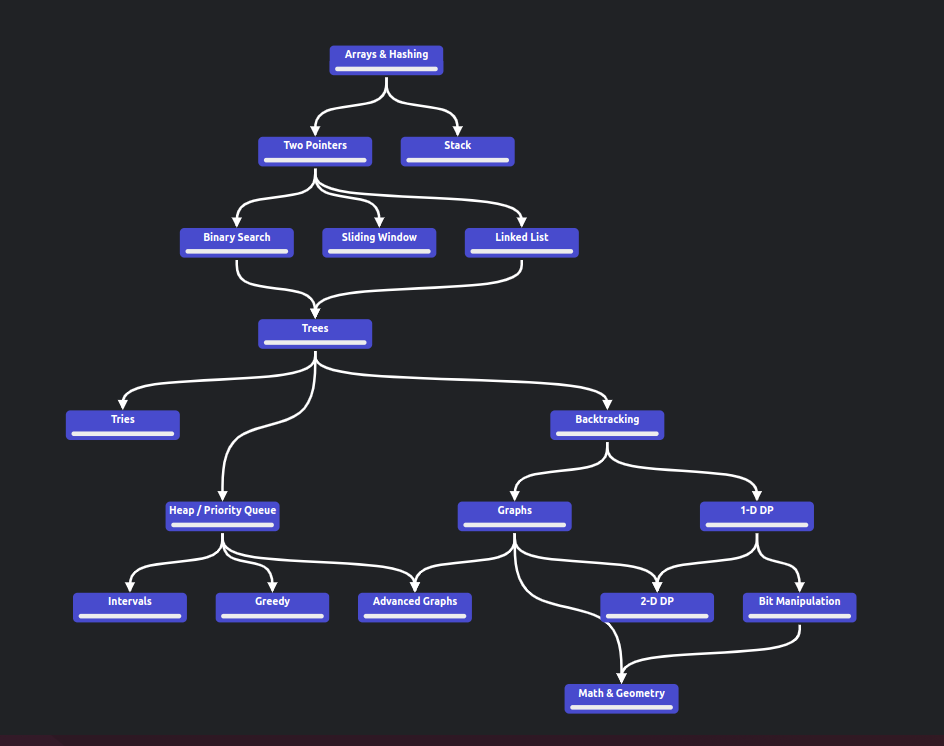 Arrays & Hashing
Two Pointers
Stack
Binary Search
Sliding Window
Linked List
Trees
Tries
Backtracking
Heap / Priority Queue
Graphs
1-D DP
Intervals
Greedy
Advanced Graphs
2-D DP
Bit Manipulation
Math & Geometry